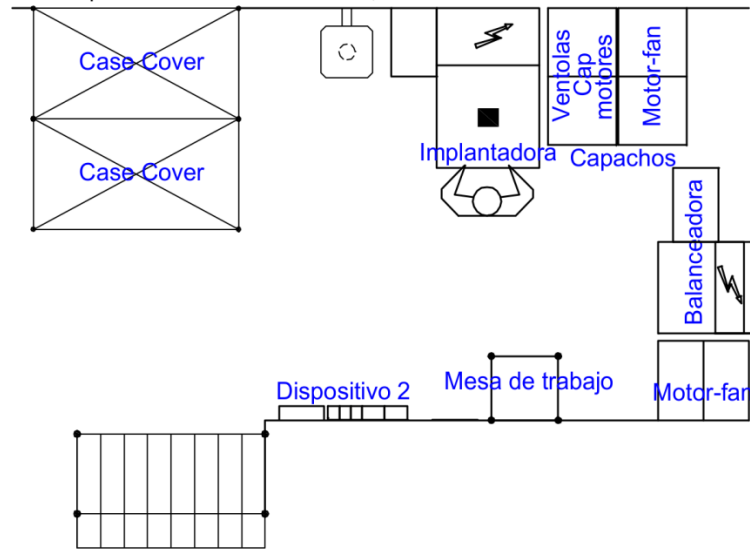 Case Cover
Case Cover
Implantadora
Ventolas
Cap
motores
Motor-fan
Capachos
Balanceadora
Dispositivo 2
Mesa de trabajo
Motor-fan